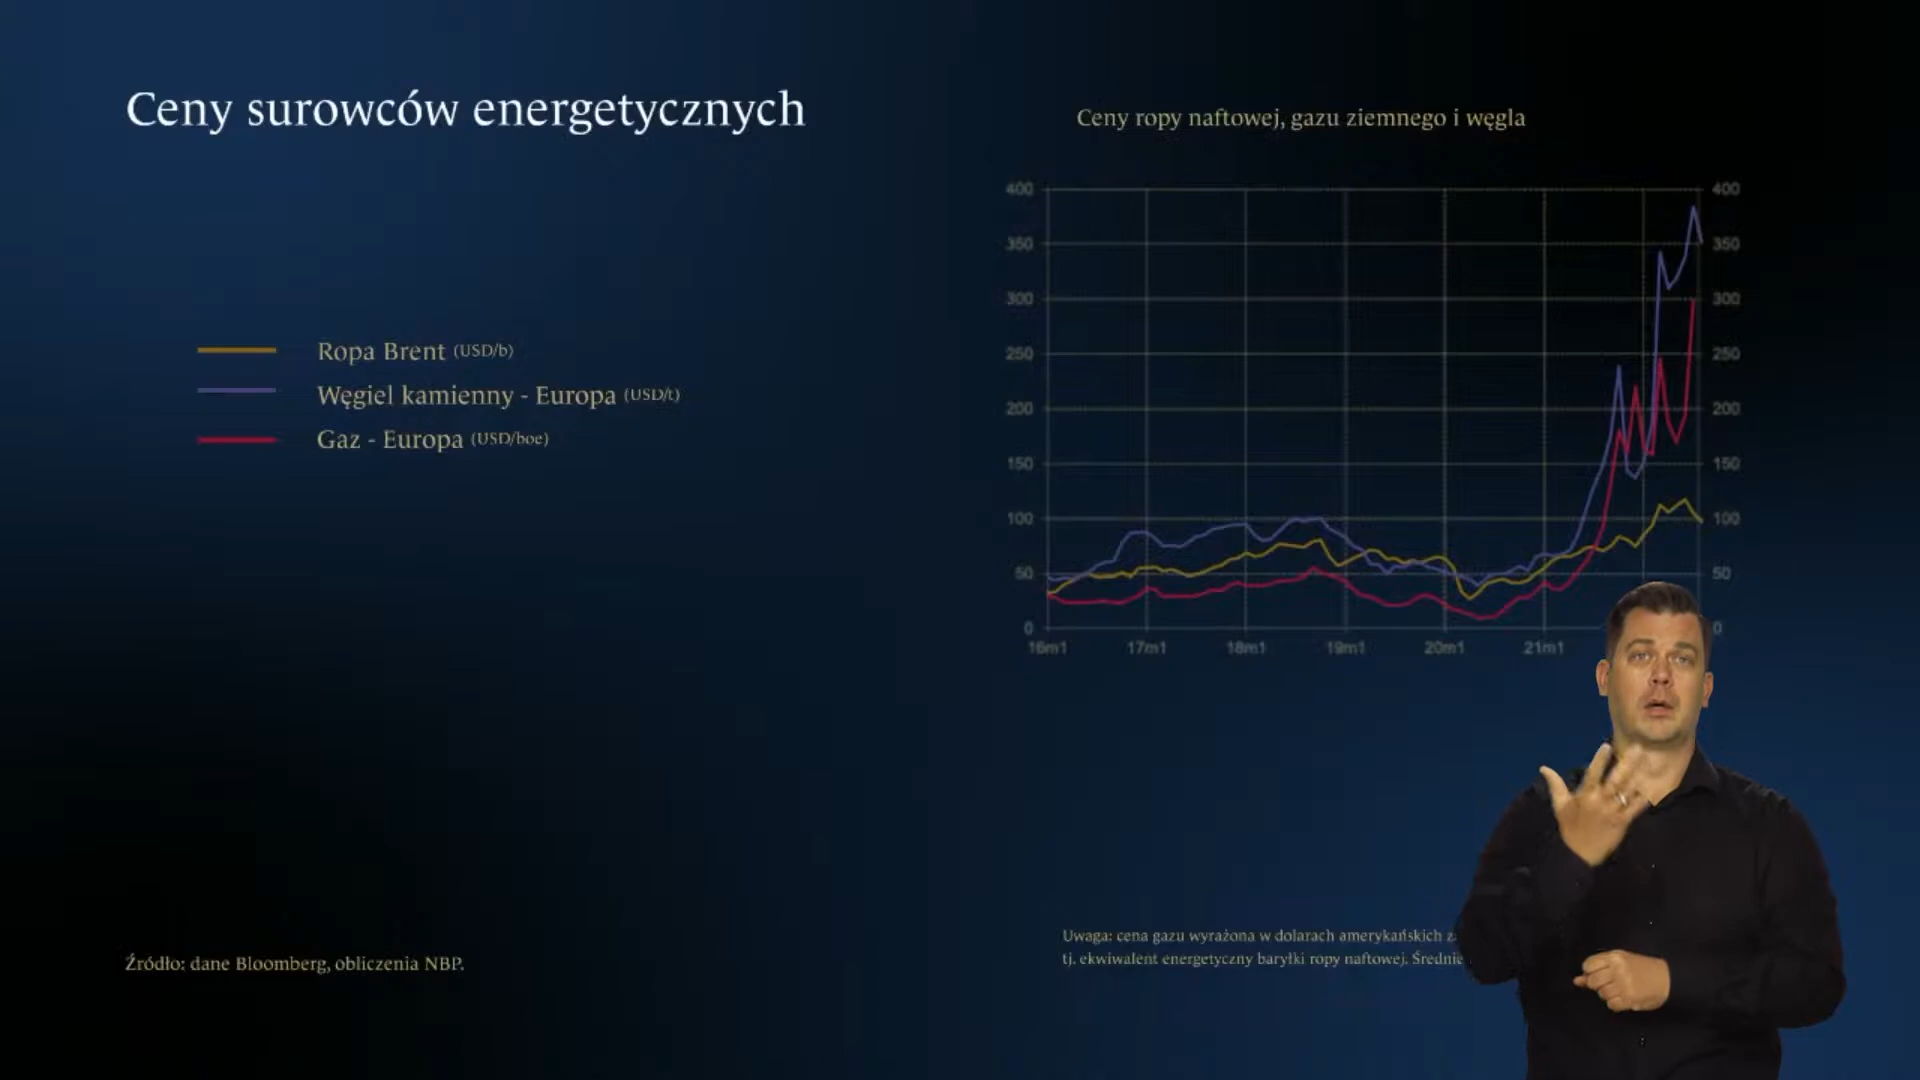 Ceny surowców energetycznych
Ropa Brent (USD/b)
Węgiel kamienny - Europa (USD/t)
Gaz - Europa (USD/boe)
Źródło: dane Bloomberg, obliczenia NBP.
Ceny ropy naftowej, gazu ziemnego i węgla
400 400
350 350
300 300
250 250
200 200
150 150
100 100
50 50
0 0
16m1 17m1 18m1 19m1 20m1 21m1
Uwaga: cena gazu wyrażona w dolarach amerykańskich
tj. ekwiwalent energetyczny baryłki ropy naftowej. Średnie